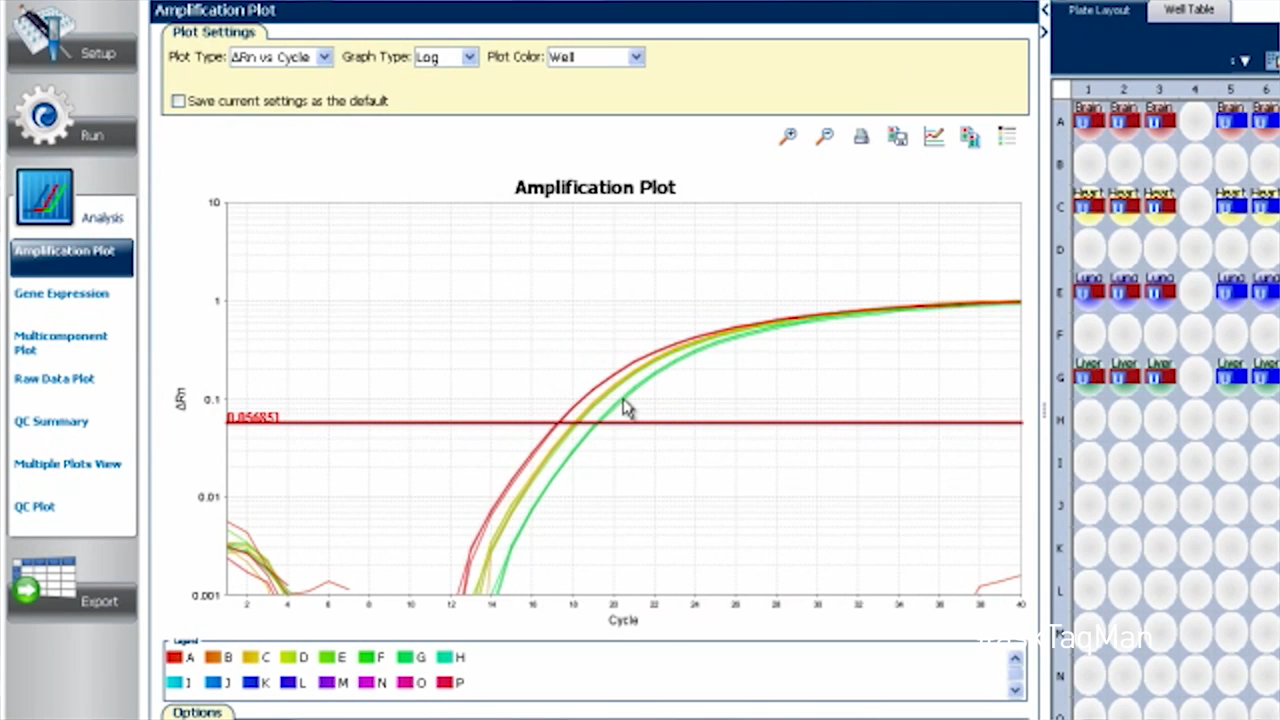 Amplification Plot
Plate Layout
Well Table
Plot Settings
Setup
Plot Type: ΔRn vs Cycle Graph Type: Log Plot Color: Well
Save current settings as the default
1 2 3 4 5 6
Run
A Brain Brain Brain Brain Brain
U U U U U
B
Amplification Plot
Analysis
C Heart Heart Heart Heart Heart
U U U U U
10
Amplification Plot
D
Gene Expression
E Lung Lung Lung Lung Lung
U U U U U
1
Multicomponent
Plot
F
Raw Data Plot
G Liver Liver Liver Liver Liver
U U U U U
ΔRn
0.1
0.056851
QC Summary
H
Multiple Plots View
I
0.01
QC Plot
J
K
0.001
2 4 6 8 10 12 14 16 18 20 22 24 26 28 30 32 34 36 38 40
Cycle
Export
L
TaqMan
Legend
A B C D E F G H
I J K L M N O P
N
O
Options